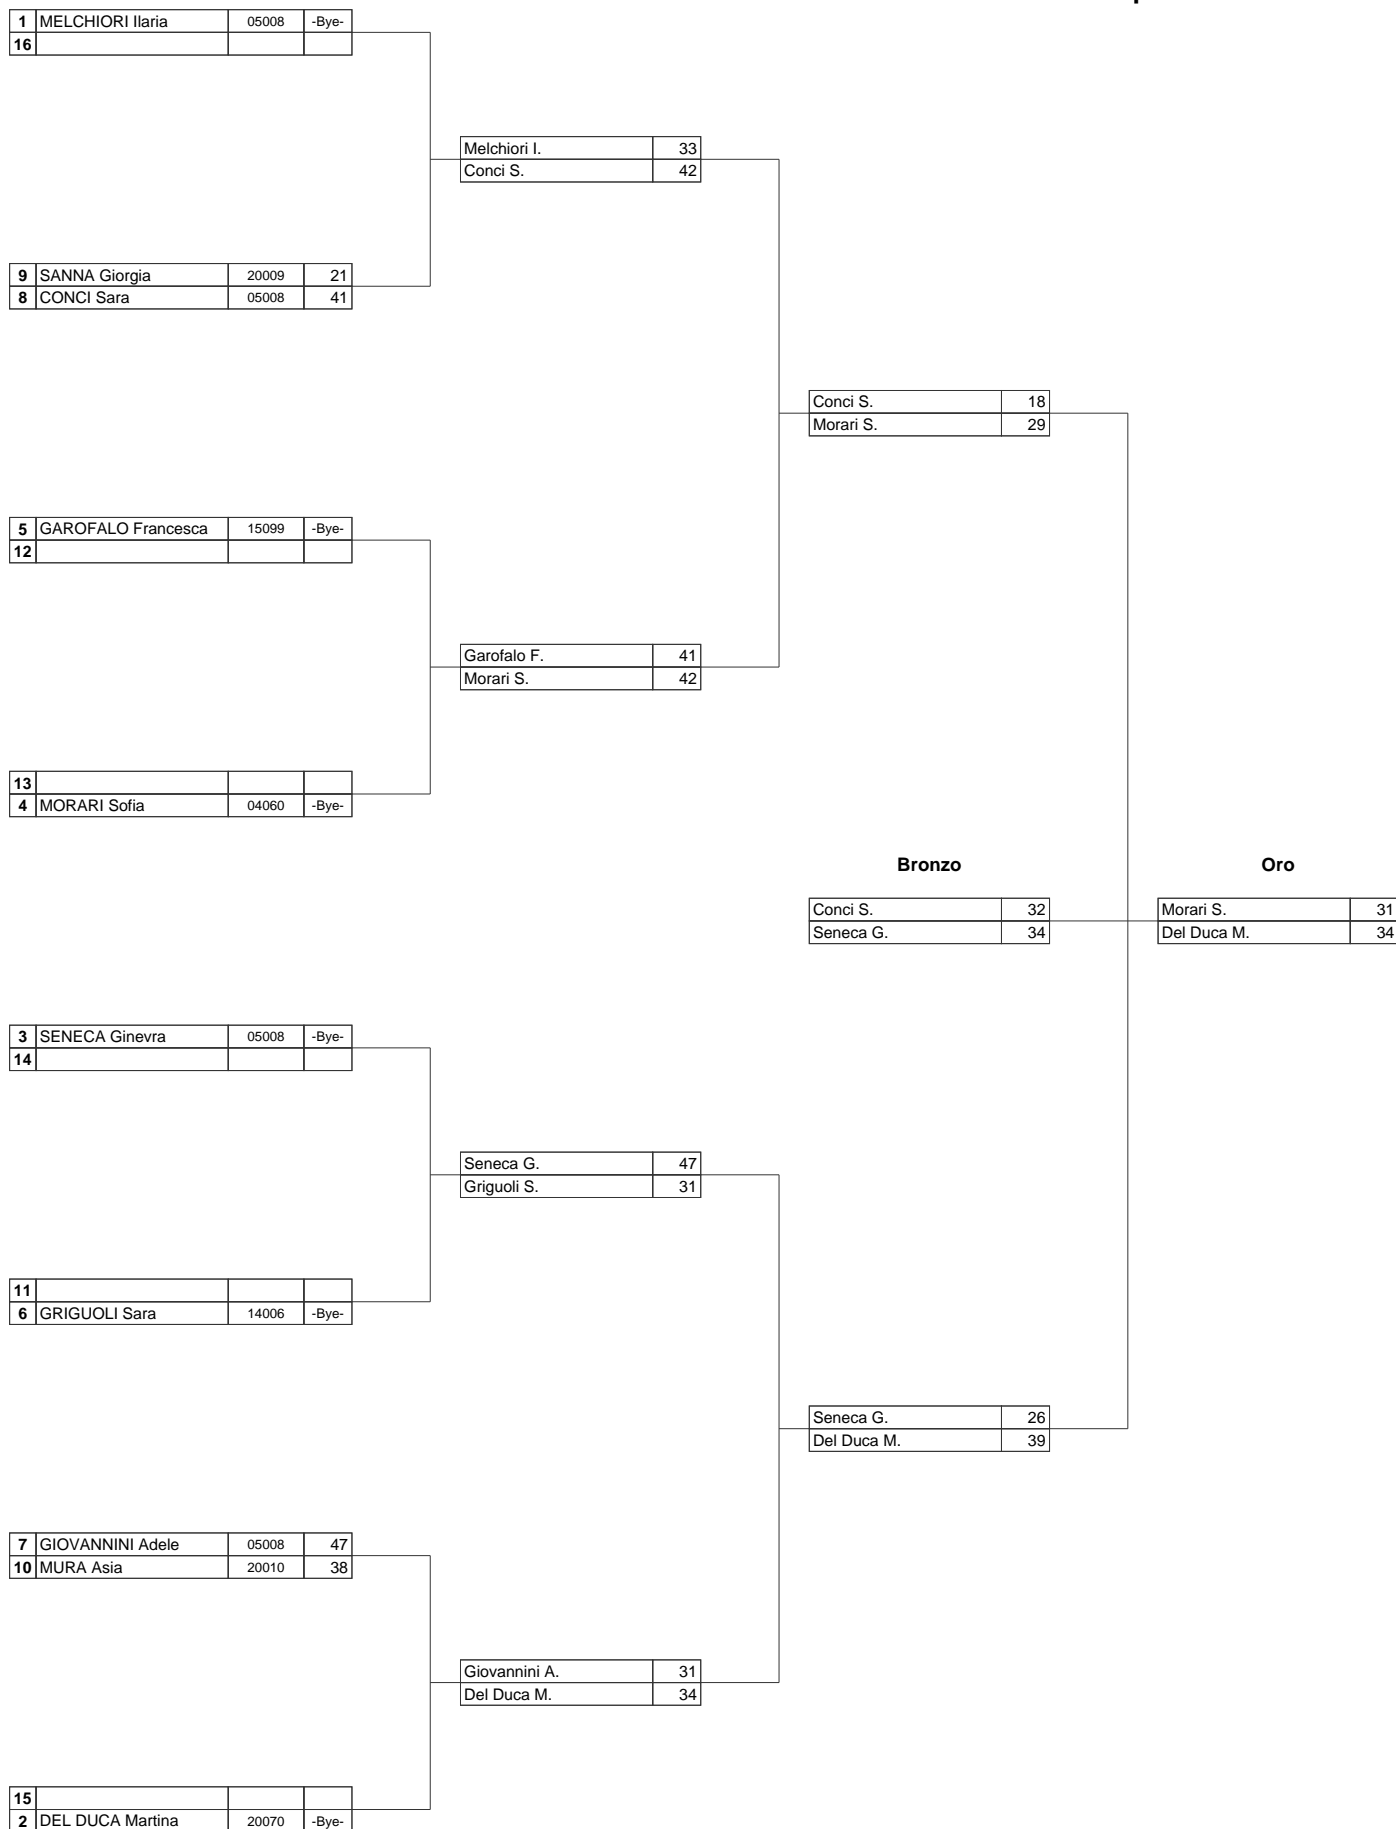 1 MELCHIORI Ilaria 05008 -Bye-
16
Melchiori I. 33
Conci S. 42
9 SANNA Giorgia 20009 21
8 CONCI Sara 05008 41
Conci S. 18
Morari S. 29
5 GAROFALO Francesca 15099 -Bye-
12
Garofalo F. 41
Morari S. 42
13
4 MORARI Sofia 04060 -Bye-
Bronzo Oro
Conci S. 32 Morari S. 31
Seneca G. 34 Del Duca M. 34
3 SENECA Ginevra 05008 -Bye-
14
Seneca G. 47
Griguoli S. 31
11
6 GRIGUOLI Sara 14006 -Bye-
Seneca G. 26
Del Duca M. 39
7 GIOVANNINI Adele 05008 47
10 MURA Asia 20010 38
Giovannini A. 31
Del Duca M. 34
15
2 DEL DUCA Martina 20070 -Bye-